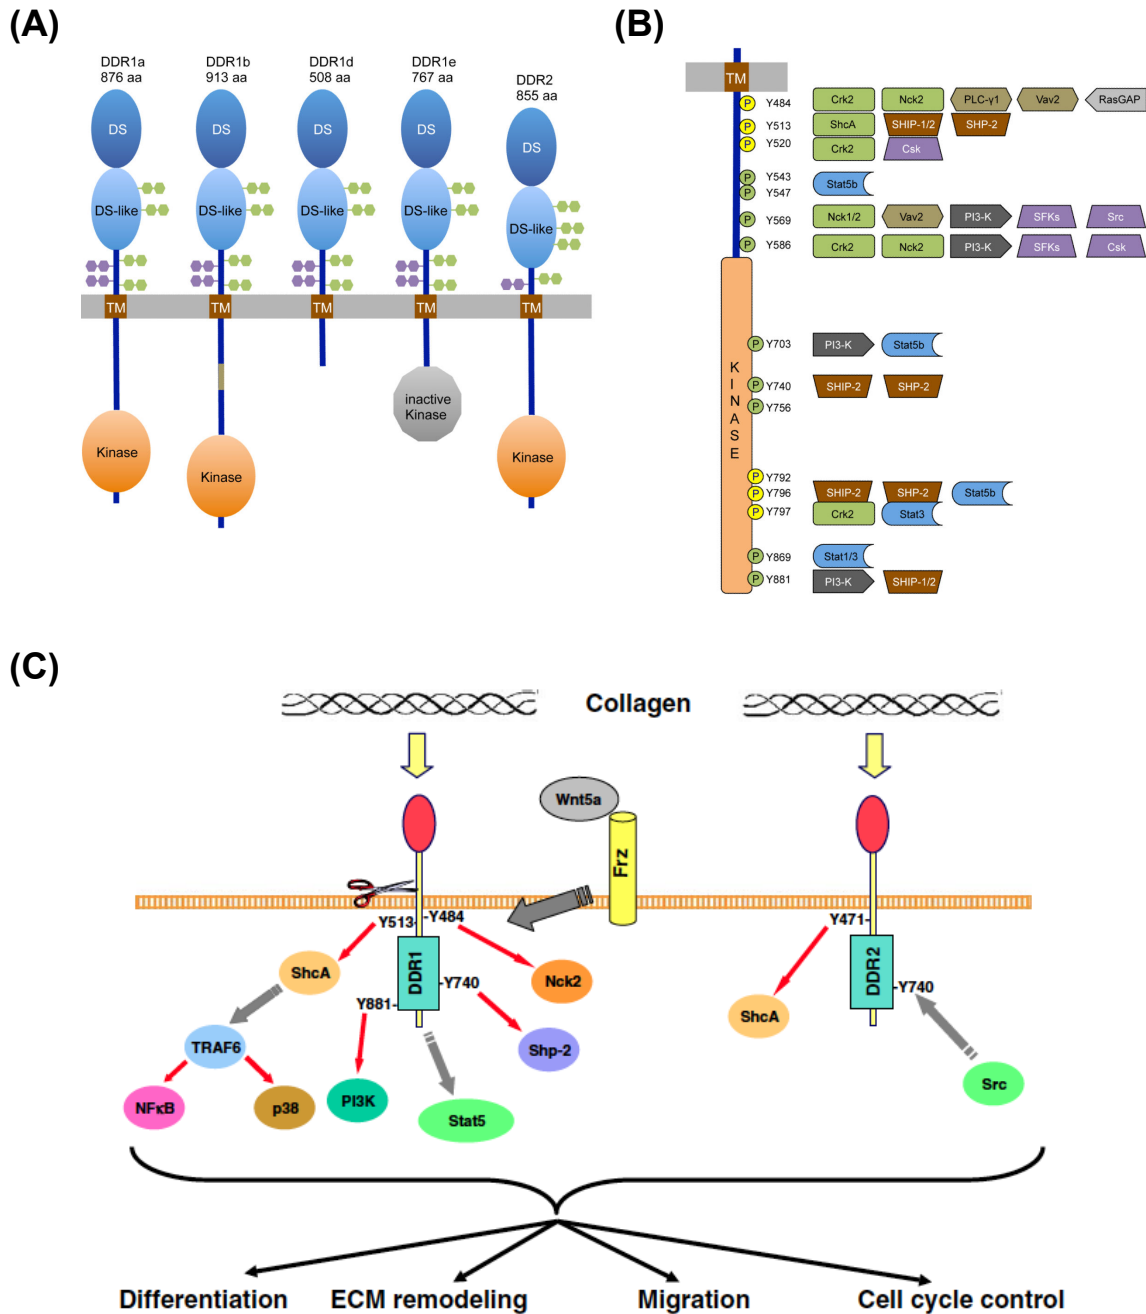 (A)
DDR1a
876 aa
DDR1b
913 aa
DDR1d
508 aa
DDR1e
767 aa
DDR2
855 aa
DS
DS
DS
DS
DS
DS-like
DS-like
DS-like
DS-like
DS-like
TM
TM
TM
TM
TM
inactive
Kinase
Kinase
Kinase
Kinase
(B)
TM
P Y484 Crk2 Nck2 PLC-γ1 Vav2 RasGAP
P Y513 ShcA SHIP-1/2 SHP-2
P Y520 Crk2 Csk
P Y543 Stat5b
P Y547
P Y569 Nck1/2 Vav2 PI3-K SFKs Src
P Y586 Crk2 Nck2 PI3-K SFKs Csk
KINASE
P Y703 PI3-K Stat5b
P Y740 SHIP-2 SHP-2
P Y756
P Y792
P Y796 SHIP-2 SHP-2 Stat5b
P Y797 Crk2 Stat3
P Y869 Stat1/3
P Y881 PI3-K SHIP-1/2
(C)
Collagen
Wnt5a
Frz
Y513 Y484
Y471
ShcA
DDR1
Nck2
Y740
Y881
DDR2
Y740
ShcA
TRAF6
Shp-2
NFκB
p38
PI3K
Stat5
Src
Differentiation ECM remodeling Migration Cell cycle control